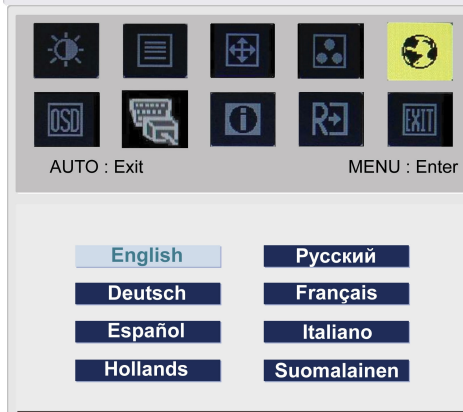 OSD
i
R
EXIT
AUTO : Exit MENU : Enter
English Русский
Deutsch Français
Español Italiano
Hollands Suomalainen